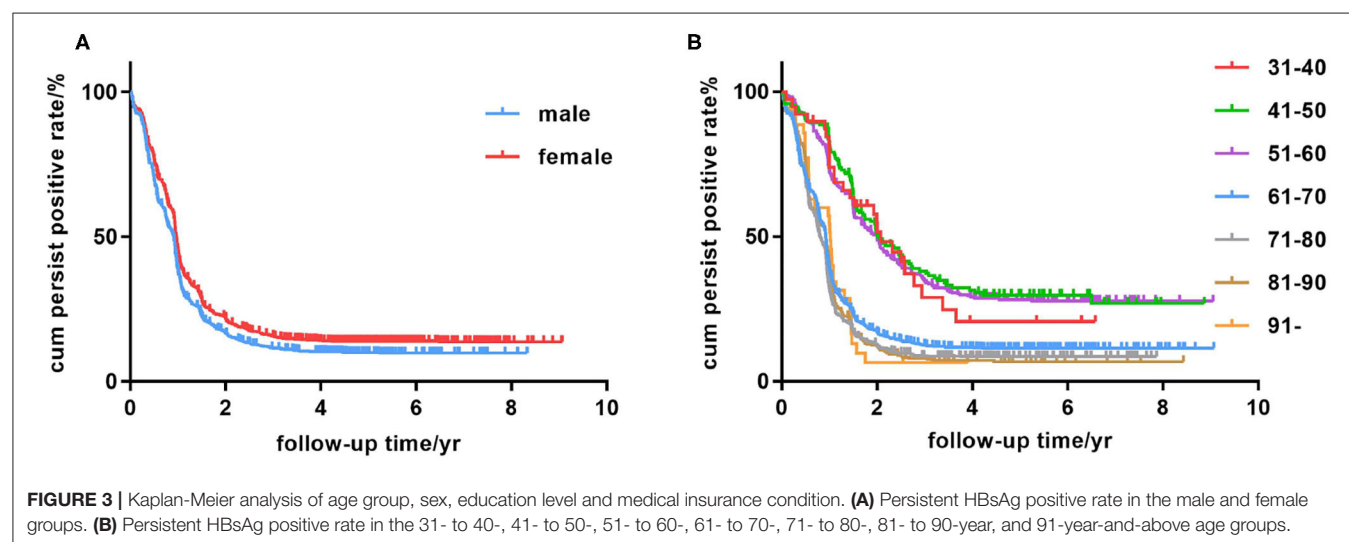 A
cum persist positive rate/%
100
50
0
0 2 4 6 8 10
follow-up time/yr
male
female
B
cum persist positive rate%
100
50
0
0 2 4 6 8 10
follow-up time/yr
31-40
41-50
51-60
61-70
71-80
81-90
91-
FIGURE 3 | Kaplan-Meier analysis of age group, sex, education level and medical insurance condition. (A) Persistent HBsAg positive rate in the male and female
groups. (B) Persistent HBsAg positive rate in the 31- to 40-, 41- to 50-, 51- to 60-, 61- to 70-, 71- to 80-, 81- to 90-year, and 91-year-and-above age groups.